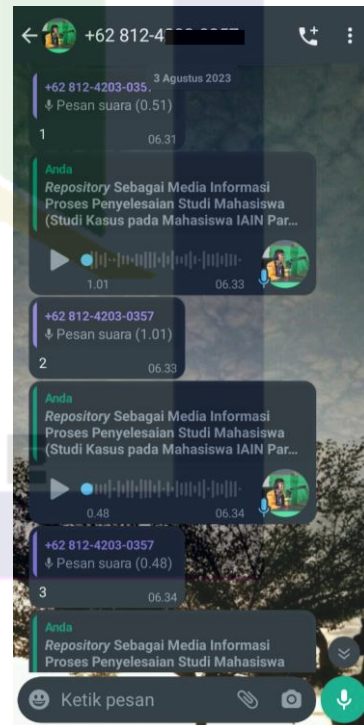 +62 812-4
3 Agustus 2023
+62 812-4203-035
Pesan suara (0.51)
1
06.31
Anda
Repository Sebagai Media Informasi
Proses Penyelesaian Studi Mahasiswa
(Studi Kasus pada Mahasiswa IAIN Par...
1.01 06.33
+62 812-4203-0357
Pesan suara (1.01)
2
06.33
Anda
Repository Sebagai Media Informasi
Proses Penyelesaian Studi Mahasiswa
(Studi Kasus pada Mahasiswa IAIN Par...
0.48 06.34
+62 812-4203-0357
Pesan suara (0.48)
3
06.34
Anda
Repository Sebagai Media Informasi
Proses Penyelesaian Studi Mahasiswa
Ketik pesan